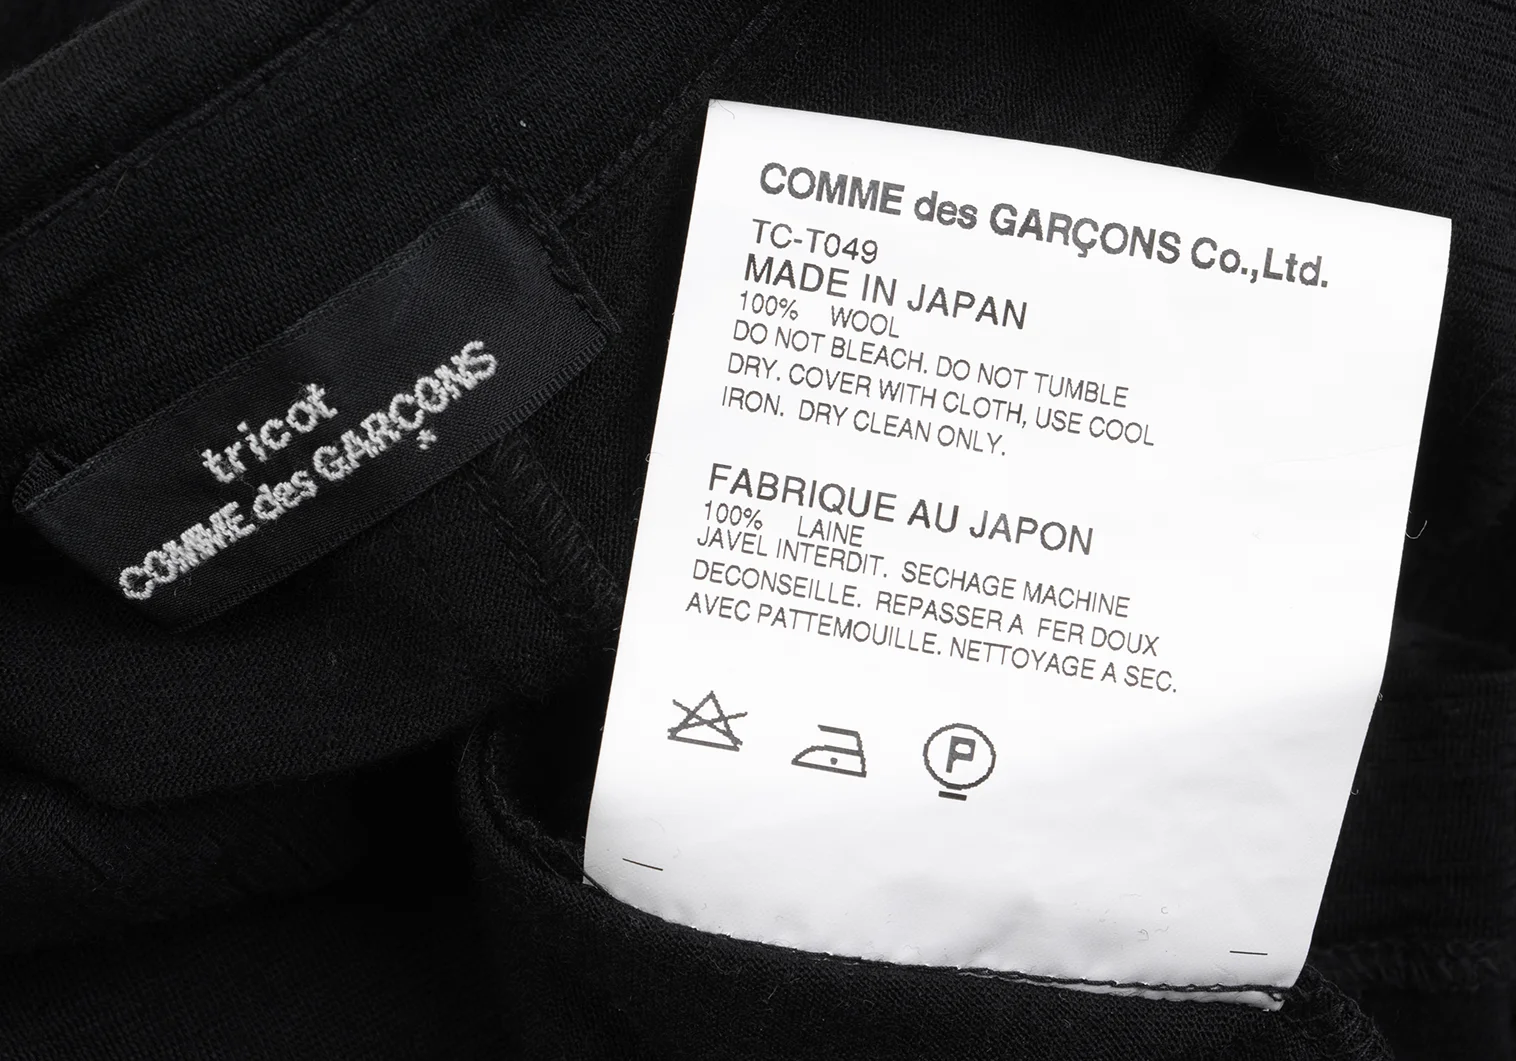 tricot
COMME des GARÇONS
COMME des GARÇONS Co.,Ltd.
TC-T049
MADE IN JAPAN
100% WOOL
DO NOT BLEACH. DO NOT TUMBLE
DRY. COVER WITH CLOTH, USE COOL
IRON. DRY CLEAN ONLY.
FABRIQUE AU JAPON
100% LAINE
JAVEL INTERDIT. SECHAGE MACHINE
DECONSEILLE. REPASSER A FER DOUX
AVEC PATTEMOUILLE. NETTOYAGE A SEC.
P